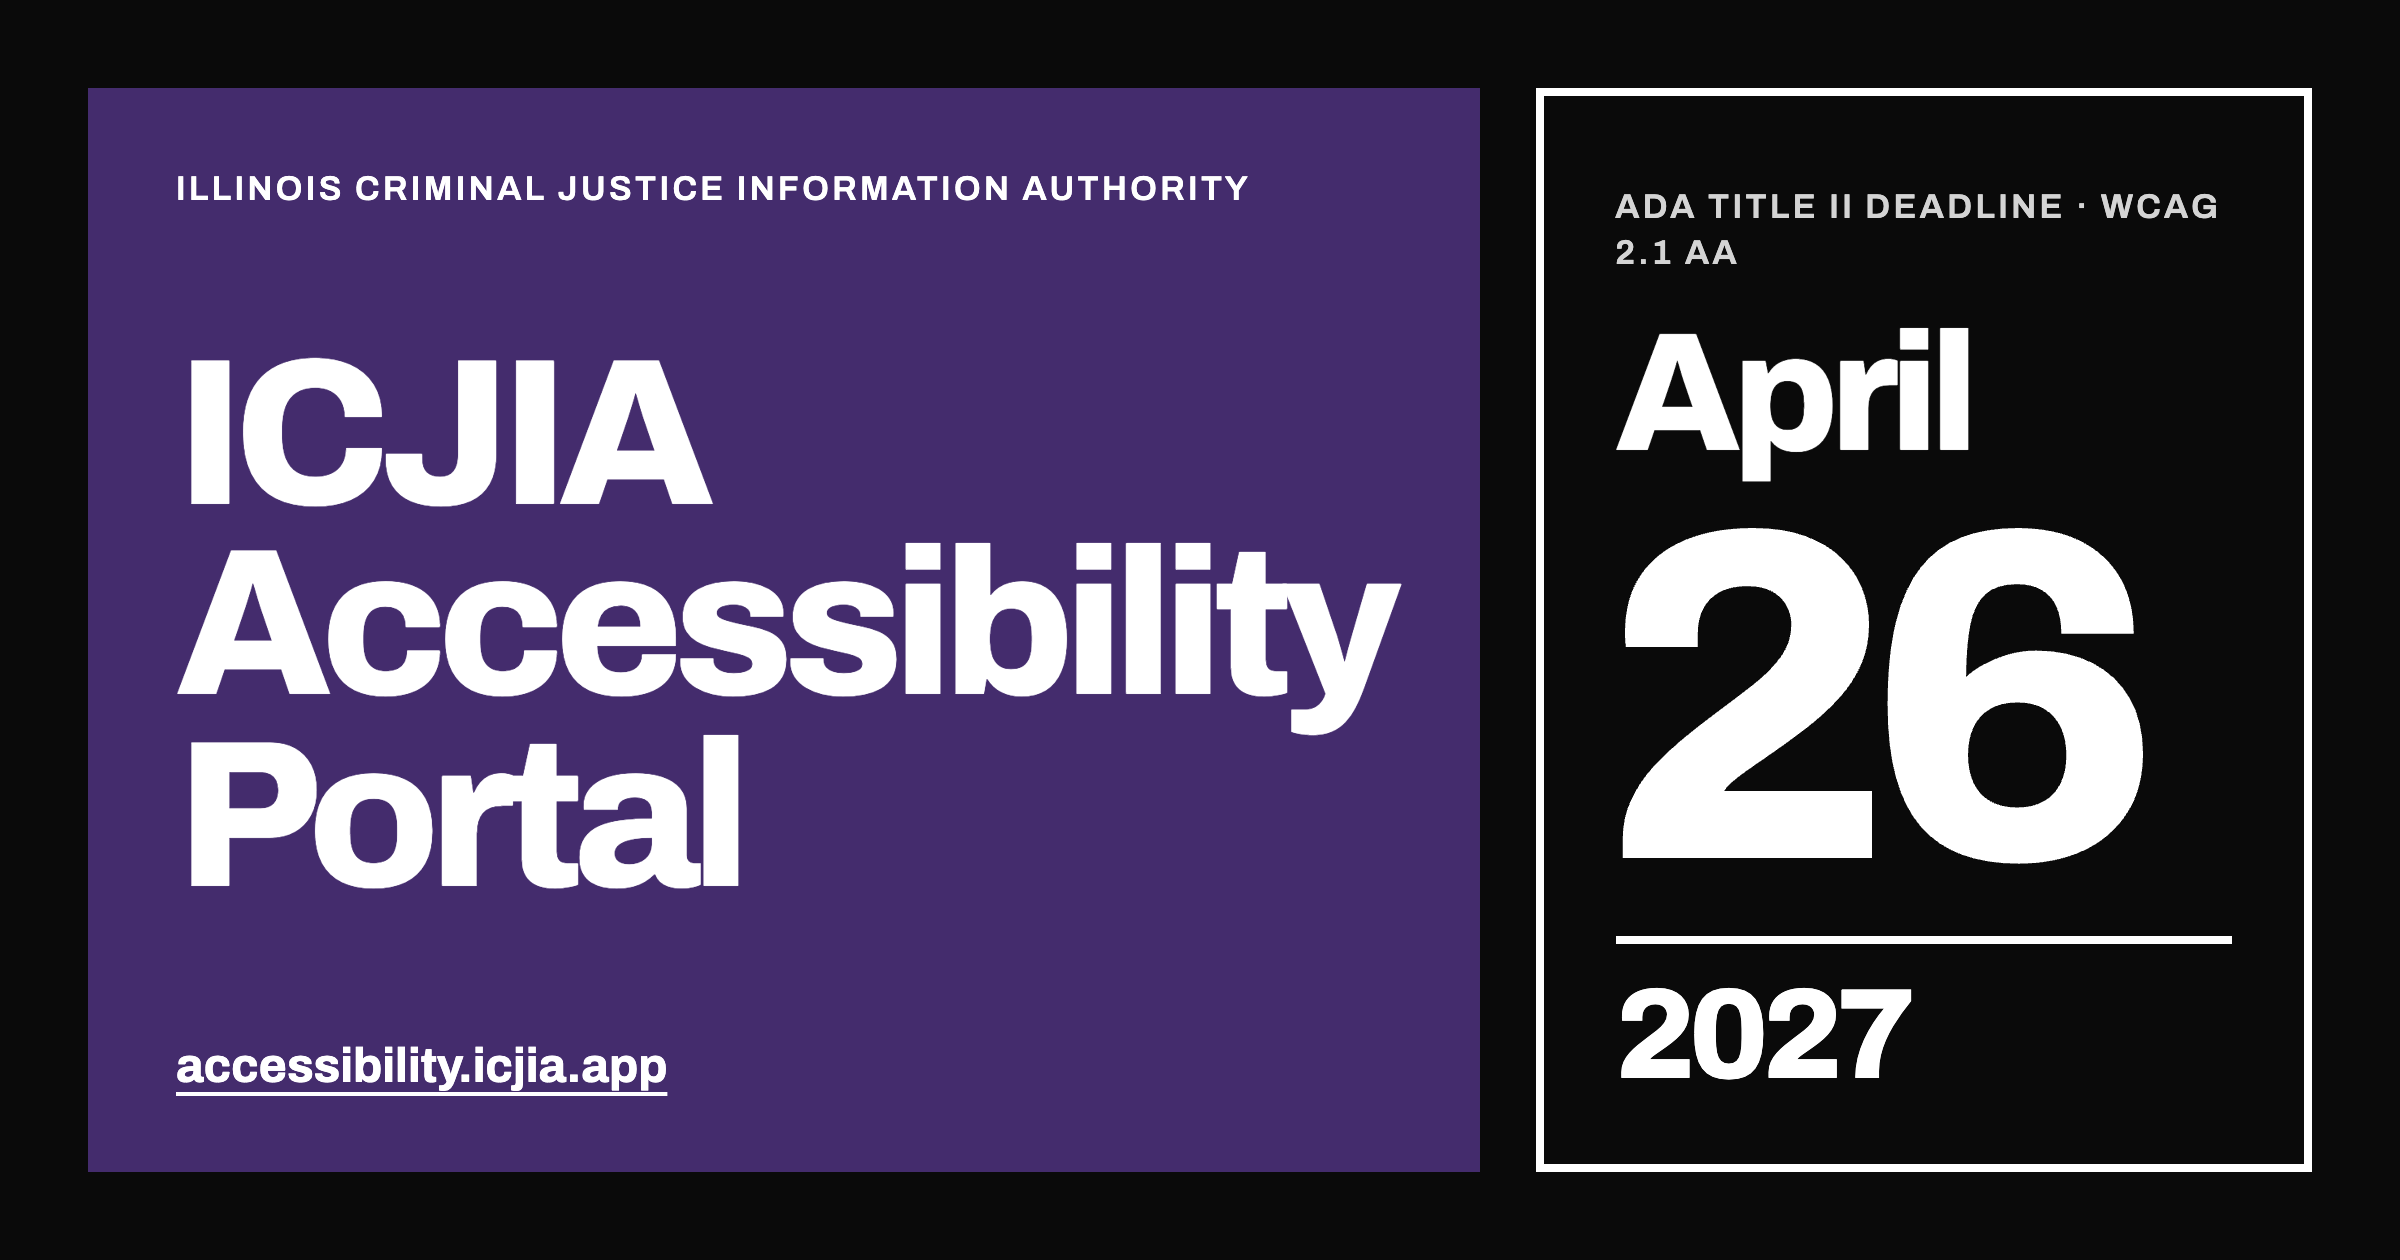 ILLINOIS CRIMINAL JUSTICE INFORMATION AUTHORITY
ICJIA
Accessibility
Portal
accessibility.icjia.app
ADA TITLE II DEADLINE · WCAG
2.1 AA
April
26
2027